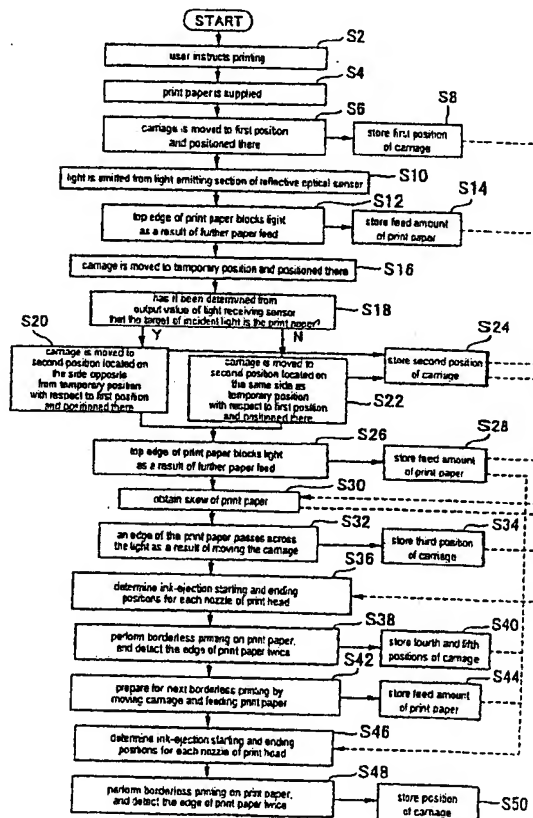 START
S2
user instructs printing
S4
print paper is supplied
S6
carriage is moved to first position
and positioned there
S8
store first position
of carriage
S10
light is emitted from light emitting section of reflective optical sensor
S12
top edge of print paper blocks light
as a result of further paper feed
S14
store feed amount
of print paper
S16
carriage is moved to temporary position and positioned there
S18
has it been determined from
output value of light receiving sensor
that the target of incident light is the print paper?
S20
Y
N
carriage is moved to
second position located on
the side opposite
from temporary position
with respect to first position
and positioned there
carriage is moved to
second position located on
the same side as
temporary position
with respect to first position
and positioned there
S22
S24
store second position
of carriage
S26
top edge of print paper blocks light
as a result of further paper feed
S28
store feed amount
of print paper
S30
obtain skew of print paper
S32
an edge of the print paper passes across
the light as a result of moving the carriage
S34
store third position
of carriage
S36
determine ink-ejection starting and ending
positions for each nozzle of print head
S38
perform borderless printing on print paper,
and detect the edge of print paper twice
S40
store fourth and fifth
positions of carriage
S42
prepare for next borderless printing by
moving carriage and feeding print paper
S44
store feed amount
of print paper
S46
determine ink-ejection starting and ending
positions for each nozzle of print head
S48
perform borderless printing on print paper,
and detect the edge of print paper twice
S50
store position
of carriage